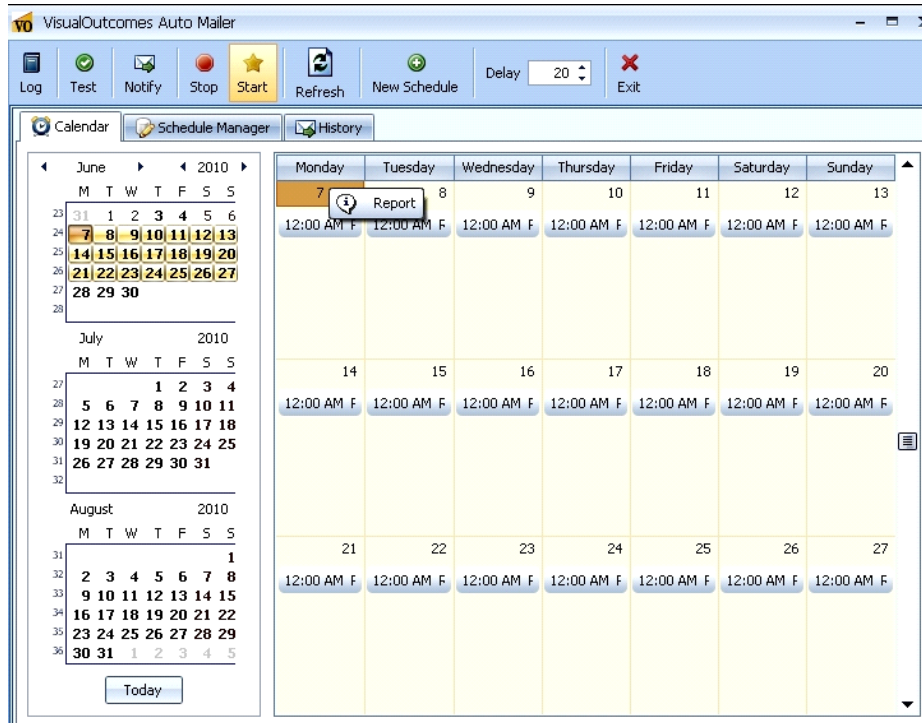 VO VisualOutcomes Auto Mailer
Log Test Notify Stop Start Refresh New Schedule Delay 20 Exit
Calendar Schedule Manager History
June 2010
M T W T F S S
23 31 1 2 3 4 5 6
24 7 8 9 10 11 12 13
25 14 15 16 17 18 19 20
26 21 22 23 24 25 26 27
27 28 29 30
28
July 2010
M T W T F S S
27 1 2 3 4
28 5 6 7 8 9 10 11
29 12 13 14 15 16 17 18
30 19 20 21 22 23 24 25
31 26 27 28 29 30 31
32
August 2010
M T W T F S S
31 1
32 2 3 4 5 6 7 8
33 9 10 11 12 13 14 15
34 16 17 18 19 20 21 22
35 23 24 25 26 27 28 29
36 30 31 1 2 3 4 5
Today
Monday Tuesday Wednesday Thursday Friday Saturday Sunday
7 8 9 10 11 12 13
Report
12:00 AM F 12:00 AM F 12:00 AM F 12:00 AM F 12:00 AM F 12:00 AM F 12:00 AM F
14 15 16 17 18 19 20
12:00 AM F 12:00 AM F 12:00 AM F 12:00 AM F 12:00 AM F 12:00 AM F 12:00 AM F
21 22 23 24 25 26 27
12:00 AM F 12:00 AM F 12:00 AM F 12:00 AM F 12:00 AM F 12:00 AM F 12:00 AM F